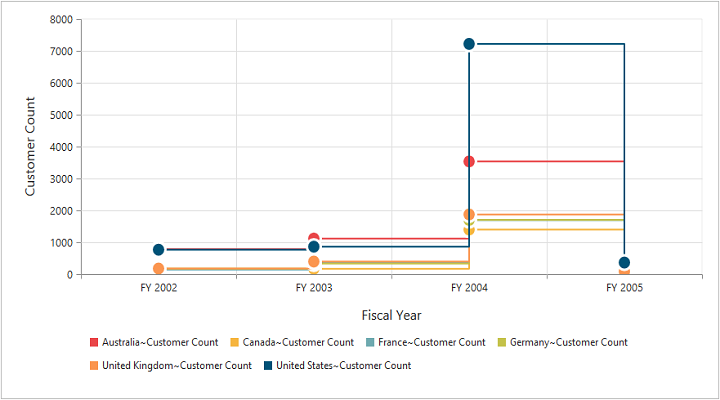 8000
7000
6000
5000
4000
3000
2000
1000
0
Customer Count
FY 2002 FY 2003 FY 2004 FY 2005
Fiscal Year
Australia~Customer Count Canada~Customer Count France~Customer Count Germany~Customer Count
United Kingdom~Customer Count United States~Customer Count